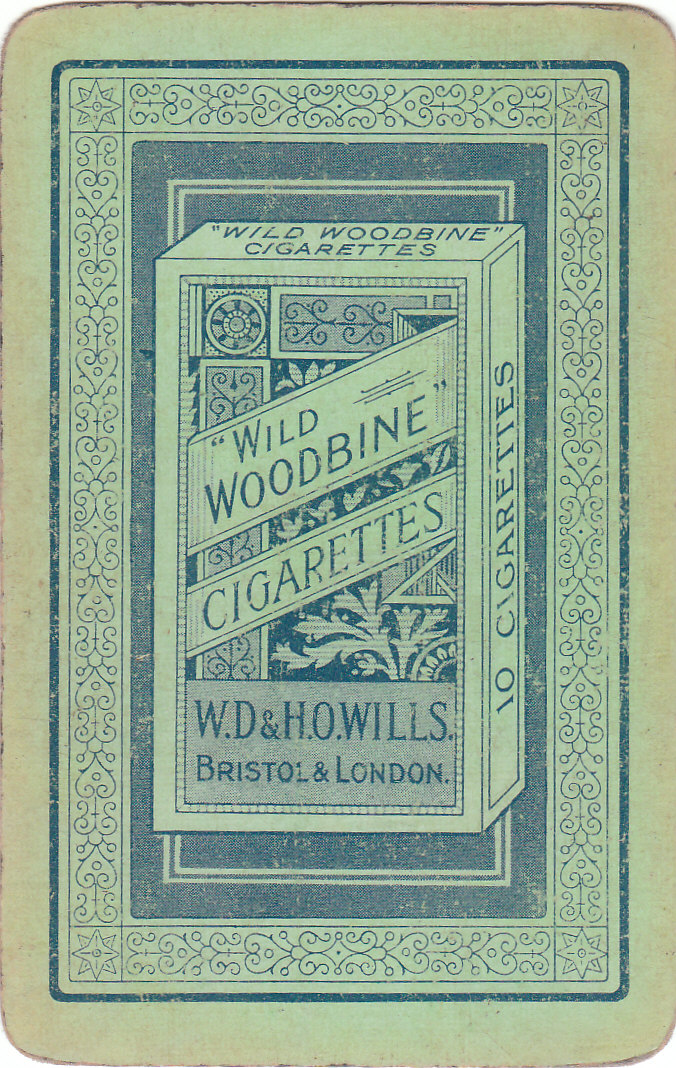 "WILD WOODBINE"
CIGARETTES
"WILD
WOODBINE"
CIGARETTES
W.D&H.O.WILLS.
BRISTOL & LONDON.
10 CIGARETTES